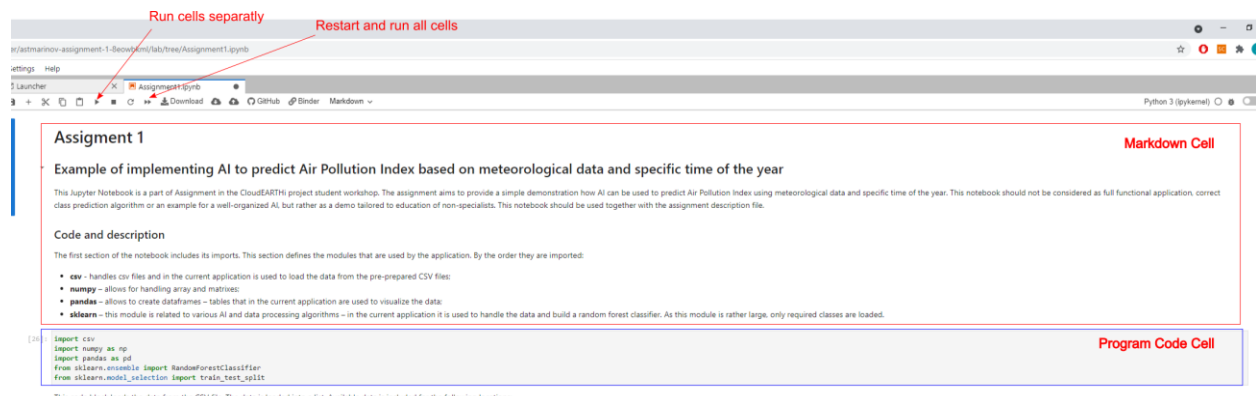 Run cells separatly
Restart and run all cells
er/astmarinov-assignment-1-8eowbkml/lab/tree/Assignment1.ipynb
Settings Help
Launcher
Assignment1.ipynb
Download GitHub Binder Markdown
Python 3 (ipykernel)
Assigment 1
Markdown Cell
Example of implementing AI to predict Air Pollution Index based on meteorological data and specific time of the year
This Jupyter Notebook is a part of Assignment in the CloudEARTHi project student workshop. The assignment aims to provide a simple demonstration how AI can be used to predict Air Pollution Index using meteorological data and specific time of the year. This notebook should not be considered as full functional application, correct
class prediction algorithm or an example for a well-organized AI, but rather as a demo tailored to education of non-specialists. This notebook should be used together with the assignment description file.
Code and description
The first section of the notebook includes its imports. This section defines the modules that are used by the application. By the order they are imported:
• csv - handles csv files and in the current application is used to load the data from the pre-prepared CSV files;
• numpy – allows for handling array and matrixes;
• pandas – allows to create dataframes – tables that in the current application are used to visualize the data;
• sklearn – this module is related to various AI and data processing algorithms – in the current application it is used to handle the data and build a random forest classifier. As this module is rather large, only required classes are loaded.
[26]: import csv
Program Code Cell
import numpy as np
import pandas as pd
from sklearn.ensemble import RandomForestClassifier
from sklearn.model_selection import train_test_split